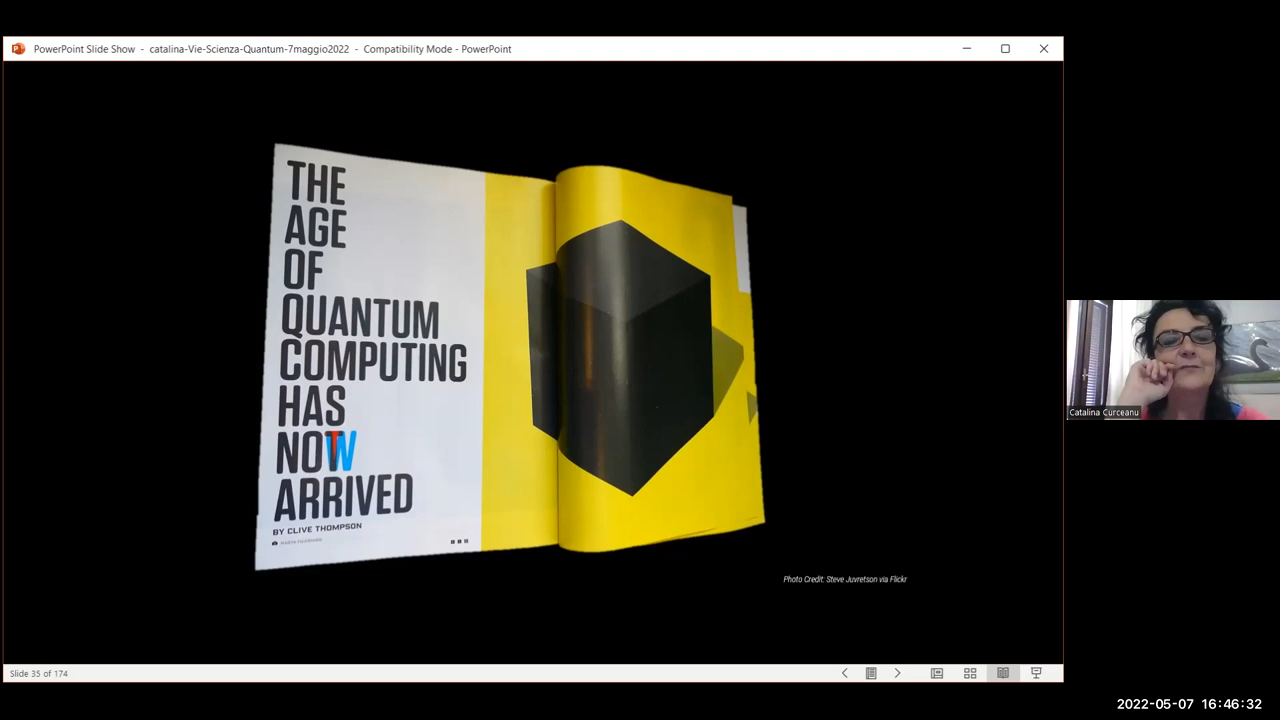 PowerPoint Slide Show - catalina-Vie-Scienza-Quantum-7maggio2022 - Compatibility Mode - PowerPoint
THE
AGE
OF
QUANTUM
COMPUTING
HAS
NOW
ARRIVED
BY CLIVE THOMPSON
Photo Credit: Steve Juvretson via Flickr
Catalina Curceanu
Slide 35 of 174
2022-05-07 16:46:32